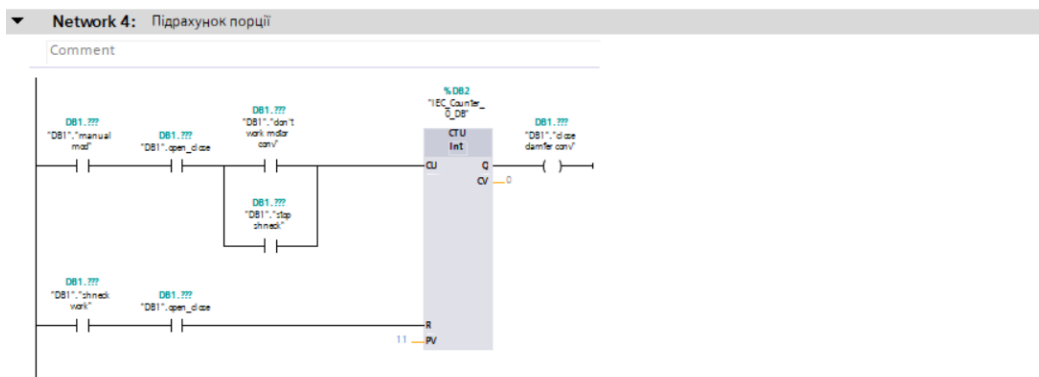 Network 4: Підрахунок порції
Comment
%DB2
"IEC_Counter_
0_DB"
DB1.???
"DB1"."manual
mod"
DB1.???
"DB1".open_close
DB1.???
"DB1"."don't
work motor
conv"
CTU
Int
DB1.???
"DB1"."close
damfer conv"
CU
Q
CV
0
DB1.???
"DB1"."stop
shneck"
DB1.???
"DB1"."shneck
work"
DB1.???
"DB1".open_close
R
11
PV